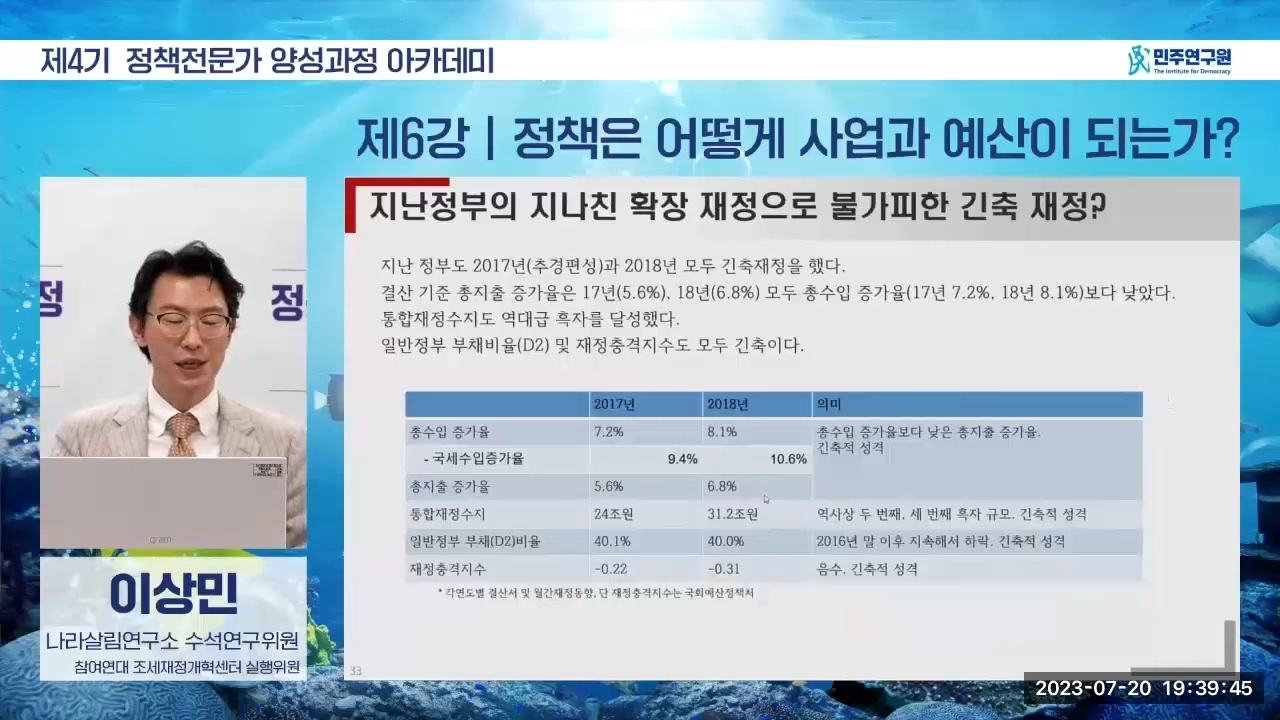 제4기 정책전문가 양성과정 아카데미
민주연구원
The Institute for Democracy
제6강 | 정책은 어떻게 사업과 예산이 되는가?
지난정부의 지나친 확장 재정으로 불가피한 긴축 재정?
지난 정부도 2017년(추경편성)과 2018년 모두 긴축재정을 했다.
결산 기준 총지출 증가율은 17년(5.6%), 18년(6.8%) 모두 총수입 증가율(17년 7.2%, 18년 8.1%)보다 낮았다.
통합재정수지도 역대급 흑자를 달성했다.
일반정부 부채비율(D2) 및 재정충격지수도 모두 긴축이다.
2017년 2018년 의미
총수입 증가율 7.2% 8.1% 총수입 증가율보다 낮은 총지출 증가율.
긴축적 성격
- 국세수입증가율 9.4% 10.6%
총지출 증가율 5.6% 6.8%
통합재정수지 24조원 31.2조원 역사상 두 번째, 세 번째 흑자 규모. 긴축적 성격
일반정부 부채(D2)비율 40.1% 40.0% 2016년 말 이후 지속해서 하락. 긴축적 성격
재정충격지수 -0.22 -0.31 음수. 긴축적 성격
* 각연도별 결산서 및 월간재정동향, 단 재정충격지수는 국회예산정책처
33
정
정
이상민
나라살림연구소 수석연구위원
참여연대 조세재정개혁센터 실행위원
2023-07-20 19:39:45